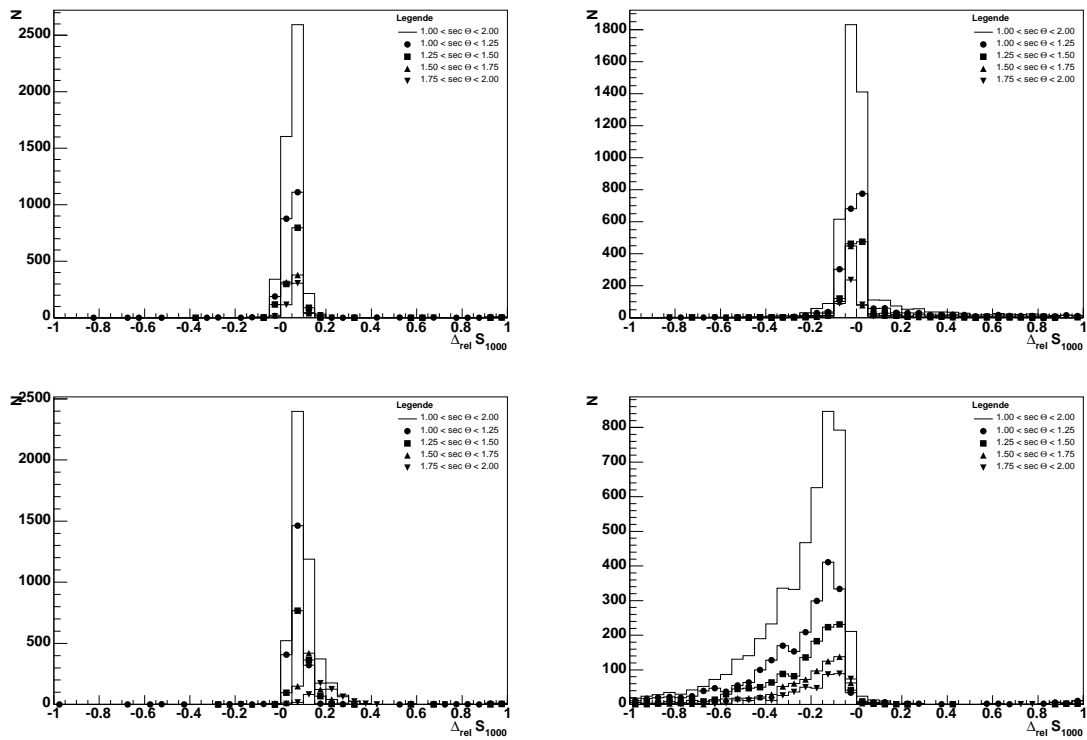 N
Legende
1.00 < sec Θ < 2.00
1.00 < sec Θ < 1.25
1.25 < sec Θ < 1.50
1.50 < sec Θ < 1.75
1.75 < sec Θ < 2.00
2500
2000
1500
1000
500
0
-1 -0.8 -0.6 -0.4 -0.2 -0 0.2 0.4 0.6 0.8 1
Δrel S1000
N
Legende
1.00 < sec Θ < 2.00
1.00 < sec Θ < 1.25
1.25 < sec Θ < 1.50
1.50 < sec Θ < 1.75
1.75 < sec Θ < 2.00
1800
1600
1400
1200
1000
800
600
400
200
0
-1 -0.8 -0.6 -0.4 -0.2 -0 0.2 0.4 0.6 0.8 1
Δrel S1000
N
Legende
1.00 < sec Θ < 2.00
1.00 < sec Θ < 1.25
1.25 < sec Θ < 1.50
1.50 < sec Θ < 1.75
1.75 < sec Θ < 2.00
2500
2000
1500
1000
500
0
-1 -0.8 -0.6 -0.4 -0.2 -0 0.2 0.4 0.6 0.8 1
Δrel S1000
N
Legende
1.00 < sec Θ < 2.00
1.00 < sec Θ < 1.25
1.25 < sec Θ < 1.50
1.50 < sec Θ < 1.75
1.75 < sec Θ < 2.00
800
700
600
500
400
300
200
100
0
-1 -0.8 -0.6 -0.4 -0.2 -0 0.2 0.4 0.6 0.8 1
Δrel S1000